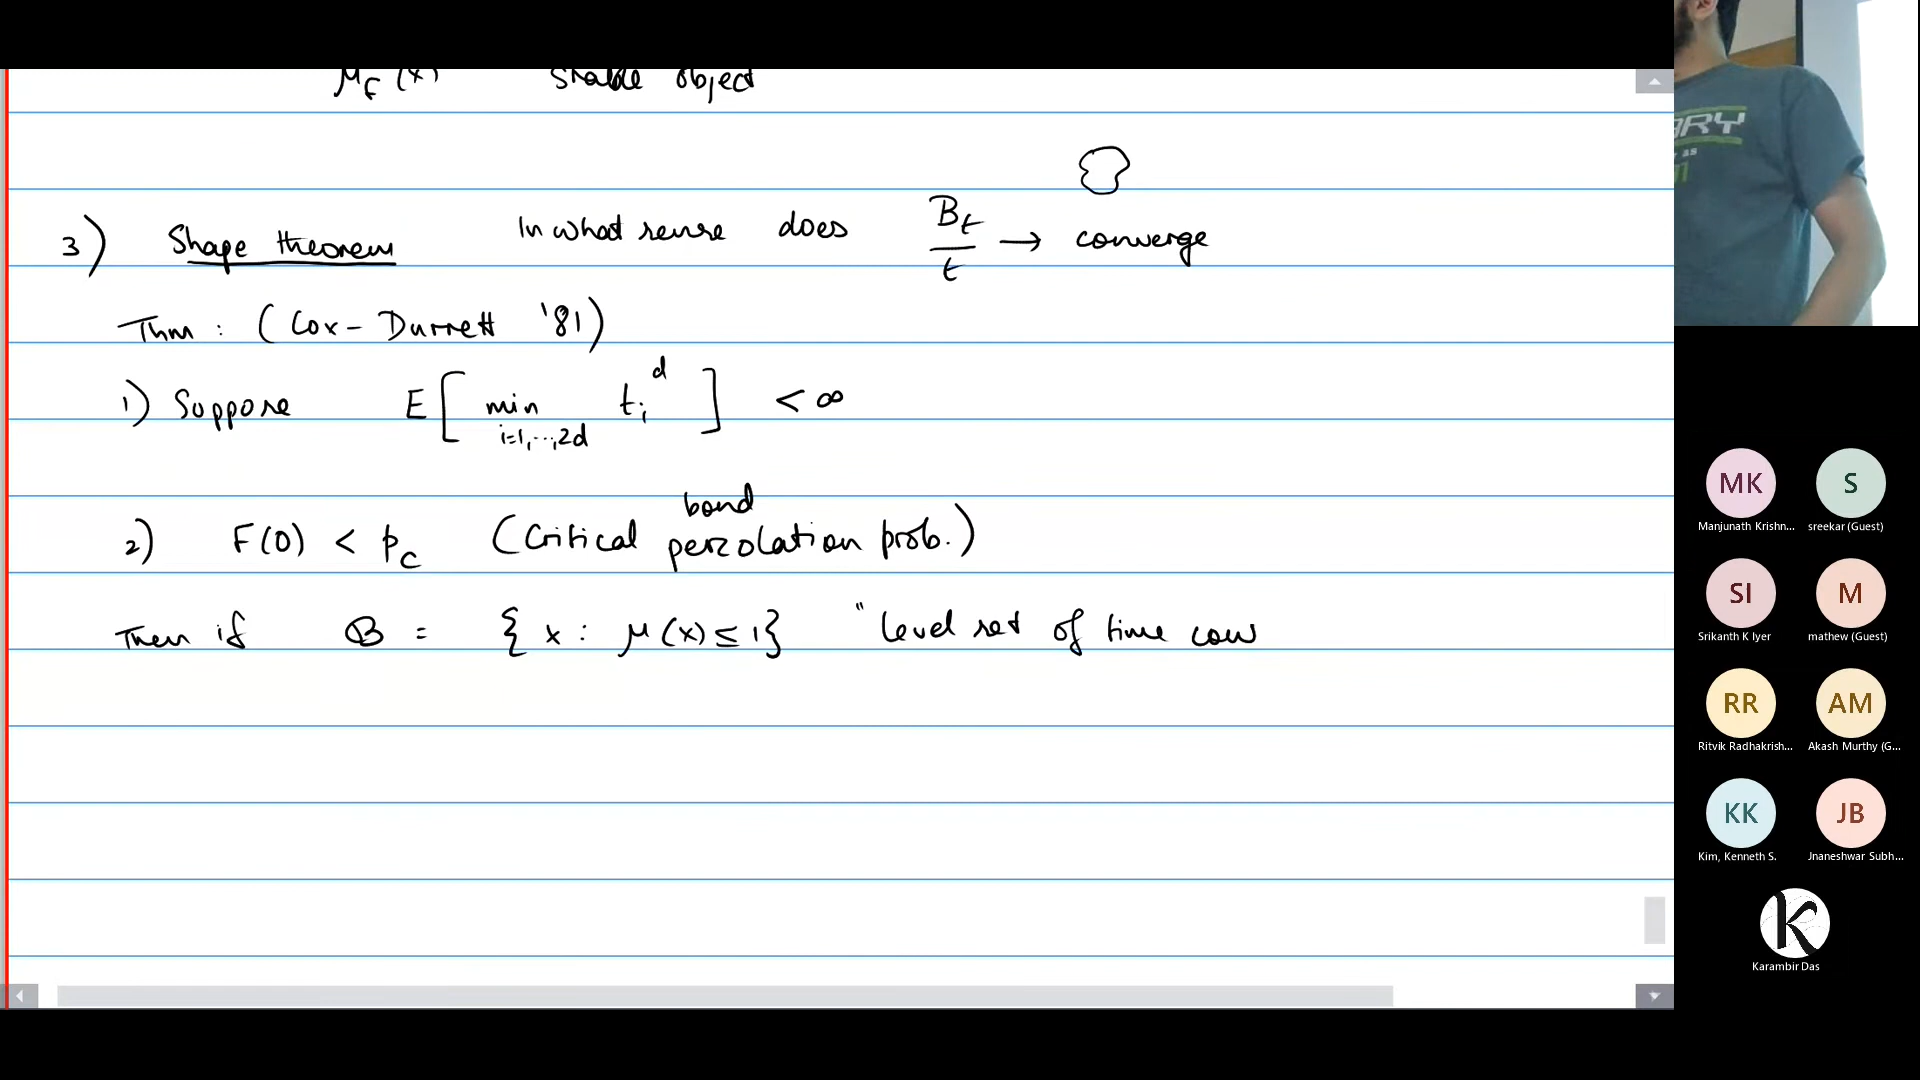 μ_F (x) stable object
3) Shape theorem In what sense does B_t / t → converge
Thm : (Cox - Durrett '81)
1) Suppose E [ min_{i=1,...,2d} t_i^d ] < ∞
bond
2) F(0) < p_c (Critical percolation prob.)
Then if B = { x : μ(x) ≤ 1} " level set of time con
ARY
AS
MK
S
Manjunath Krishn...
sreekar (Guest)
SI
M
Srikanth K Iyer
mathew (Guest)
RR
AM
Ritvik Radhakrish...
Akash Murthy (G...
KK
JB
Kim, Kenneth S.
Jnaneshwar Subh...
K
Karambir Das